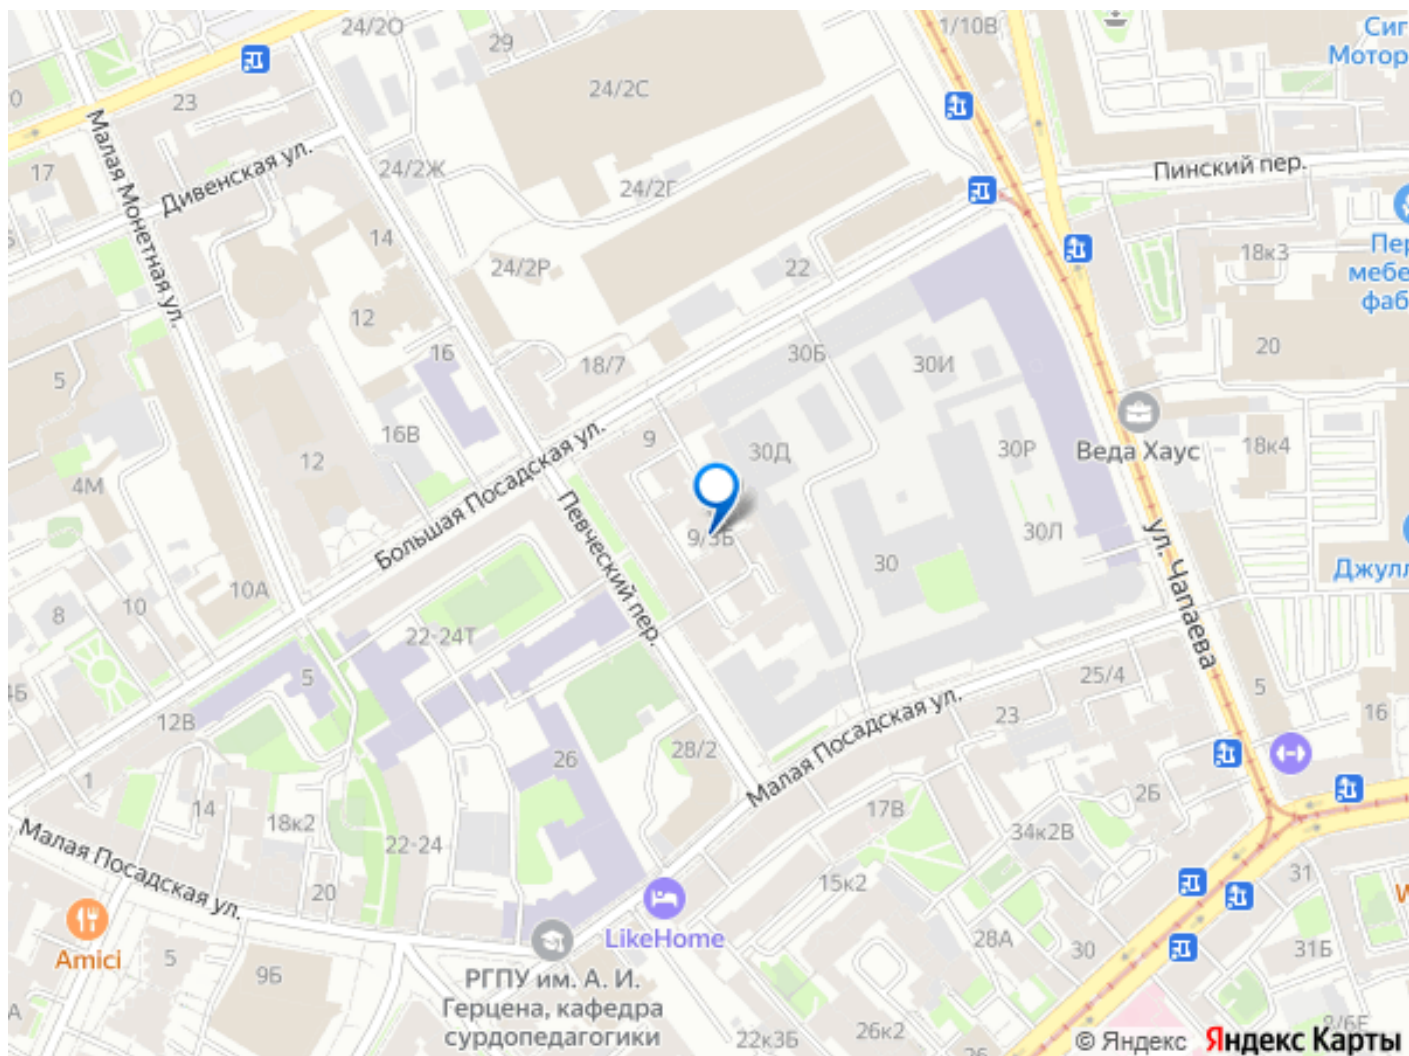 24/2О
29
1/10В
Сиг
Мотор
23
24/2С
Малая Монетная ул.
17
Дивенская ул.
24/2Ж
24/2Г
Пинский пер.
14
24/2Р
22
18к3
Пер
мебе
фаб
12
16
18/7
30Б
30И
20
5
16В
9
30Д
30Р
Веда Хаус
18к4
12
4М
Большая Посадская ул.
Певческий пер.
9/3Б
30
30Л
ул. Чапаева
Джулл
10А
10
8
22-24Т
5
4Б
12В
25/4
5
16
23
Малая Посадская ул.
28/2
26
1
14
18к2
22-24
17В
2Б
34к2В
Малая Посадская ул.
20
15к2
31
Amici
LikeHome
28А
30
31Б
5
9Б
РГПУ им. А. И.
Герцена, кафедра
сурдопедагогики
22к3Б
26к2
26
2/6Е
© Яндекс Яндекс Карты